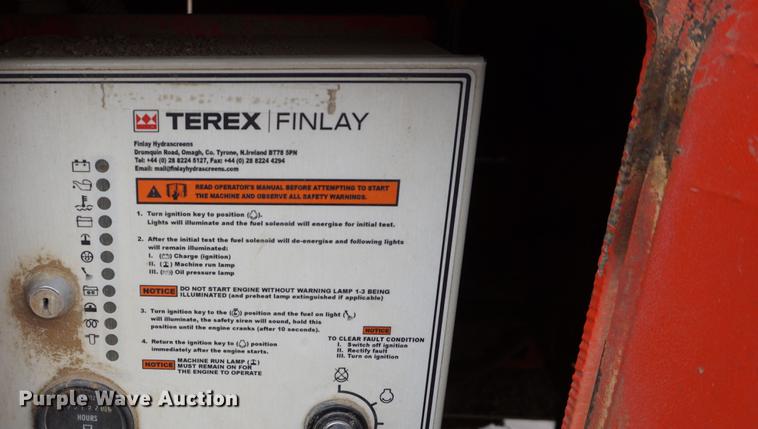 TEREX | FINLAY
Finlay Hydrascreens
Dromquin Road, Omagh, Co. Tyrone, N.Ireland BT78 5PN
Tel: +44 (0) 28 8224 5127, Fax: +44 (0) 28 8224 4294
Email: mail@finlayhydrascreens.com
READ OPERATOR'S MANUAL BEFORE ATTEMPTING TO START
THE MACHINE AND OBSERVE ALL SAFETY WARNINGS.
1. Turn ignition key to position ( ).
Lights will illuminate and the fuel solenoid will energise for initial test.
2. After the initial test the fuel solenoid will de-energise and following lights
will remain illuminated:
I. ( ) Charge (ignition)
II. ( ) Machine run lamp
III. ( ) Oil pressure lamp
NOTICE DO NOT START ENGINE WITHOUT WARNING LAMP 1-3 BEING
ILLUMINATED (and preheat lamp extinguished if applicable)
3. Turn ignition key to the ( ) position and the fuel on light ( )
will illuminate, the safety siren will sound, hold this
position until the engine cranks (after 10 seconds).
4. Return the ignition key to ( ) position
immediately after the engine starts.
NOTICE MACHINE RUN LAMP ( )
MUST REMAIN ON FOR
THE ENGINE TO OPERATE
NOTICE
TO CLEAR FAULT CONDITION
I. Switch off ignition
II. Rectify fault
III. Turn on ignition
HOURS
Purple Wave Auction